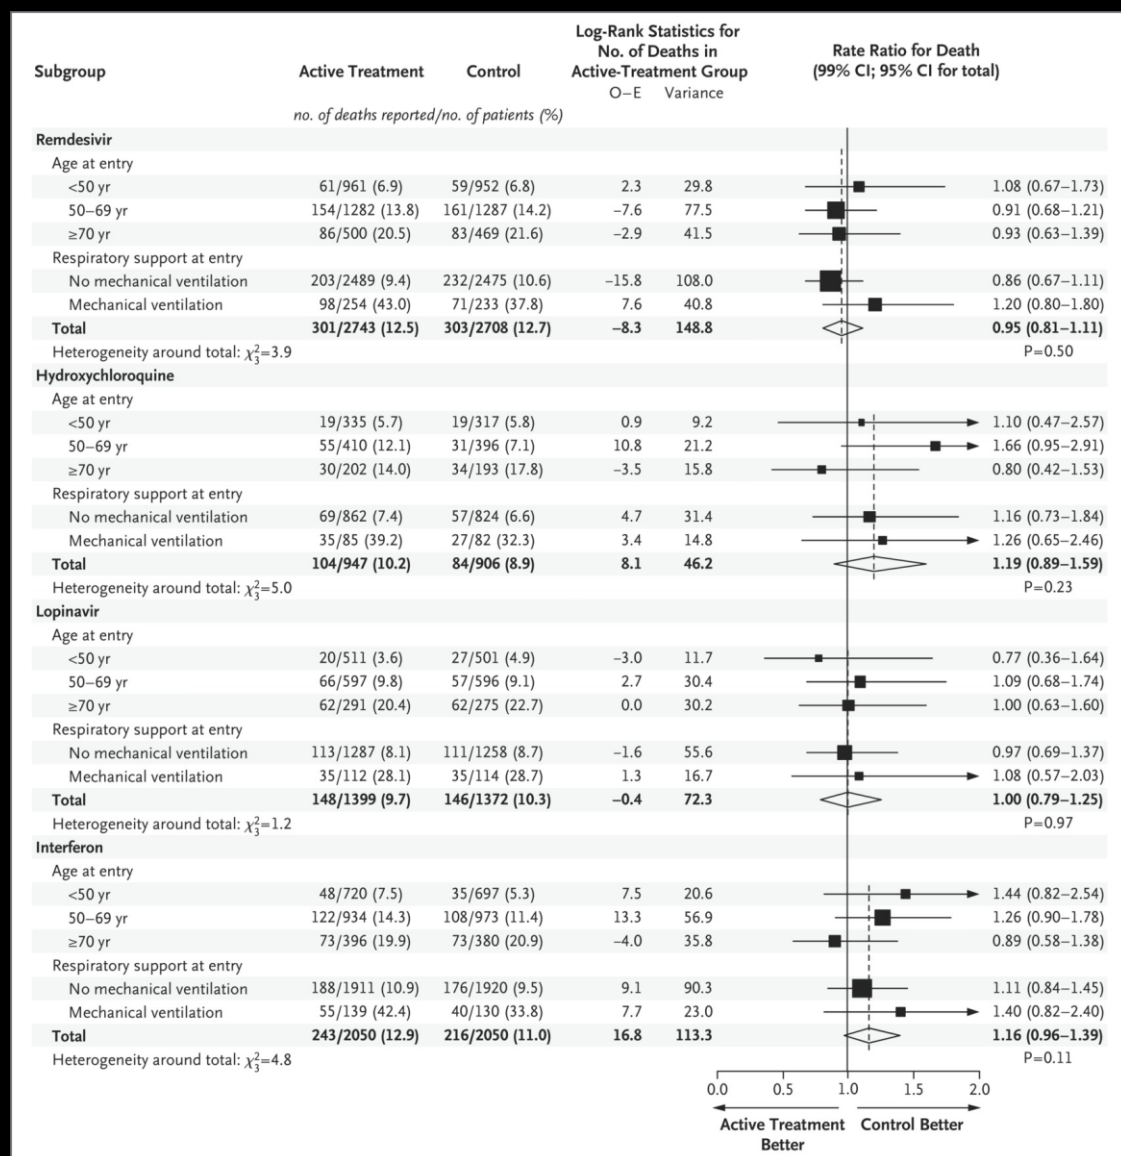 Subgroup Active Treatment Control Log-Rank Statistics for No. of Deaths in Active-Treatment Group Rate Ratio for Death (99% CI; 95% CI for total)
O–E Variance
no. of deaths reported/no. of patients (%)
Remdesivir
Age at entry
<50 yr 61/961 (6.9) 59/952 (6.8) 2.3 29.8 1.08 (0.67–1.73)
50–69 yr 154/1282 (13.8) 161/1287 (14.2) –7.6 77.5 0.91 (0.68–1.21)
≥70 yr 86/500 (20.5) 83/469 (21.6) –2.9 41.5 0.93 (0.63–1.39)
Respiratory support at entry
No mechanical ventilation 203/2489 (9.4) 232/2475 (10.6) –15.8 108.0 0.86 (0.67–1.11)
Mechanical ventilation 98/254 (43.0) 71/233 (37.8) 7.6 40.8 1.20 (0.80–1.80)
Total 301/2743 (12.5) 303/2708 (12.7) –8.3 148.8 0.95 (0.81–1.11)
Heterogeneity around total: χ²₃=3.9 P=0.50
Hydroxychloroquine
Age at entry
<50 yr 19/335 (5.7) 19/317 (5.8) 0.9 9.2 1.10 (0.47–2.57)
50–69 yr 55/410 (12.1) 31/396 (7.1) 10.8 21.2 1.66 (0.95–2.91)
≥70 yr 30/202 (14.0) 34/193 (17.8) –3.5 15.8 0.80 (0.42–1.53)
Respiratory support at entry
No mechanical ventilation 69/862 (7.4) 57/824 (6.6) 4.7 31.4 1.16 (0.73–1.84)
Mechanical ventilation 35/85 (39.2) 27/82 (32.3) 3.4 14.8 1.26 (0.65–2.46)
Total 104/947 (10.2) 84/906 (8.9) 8.1 46.2 1.19 (0.89–1.59)
Heterogeneity around total: χ²₃=5.0 P=0.23
Lopinavir
Age at entry
<50 yr 20/511 (3.6) 27/501 (4.9) –3.0 11.7 0.77 (0.36–1.64)
50–69 yr 66/597 (9.8) 57/596 (9.1) 2.7 30.4 1.09 (0.68–1.74)
≥70 yr 62/291 (20.4) 62/275 (22.7) 0.0 30.2 1.00 (0.63–1.60)
Respiratory support at entry
No mechanical ventilation 113/1287 (8.1) 111/1258 (8.7) –1.6 55.6 0.97 (0.69–1.37)
Mechanical ventilation 35/112 (28.1) 35/114 (28.7) 1.3 16.7 1.08 (0.57–2.03)
Total 148/1399 (9.7) 146/1372 (10.3) –0.4 72.3 1.00 (0.79–1.25)
Heterogeneity around total: χ²₃=1.2 P=0.97
Interferon
Age at entry
<50 yr 48/720 (7.5) 35/697 (5.3) 7.5 20.6 1.44 (0.82–2.54)
50–69 yr 122/934 (14.3) 108/973 (11.4) 13.3 56.9 1.26 (0.90–1.78)
≥70 yr 73/396 (19.9) 73/380 (20.9) –4.0 35.8 0.89 (0.58–1.38)
Respiratory support at entry
No mechanical ventilation 188/1911 (10.9) 176/1920 (9.5) 9.1 90.3 1.11 (0.84–1.45)
Mechanical ventilation 55/139 (42.4) 40/130 (33.8) 7.7 23.0 1.40 (0.82–2.40)
Total 243/2050 (12.9) 216/2050 (11.0) 16.8 113.3 1.16 (0.96–1.39)
Heterogeneity around total: χ²₃=4.8 P=0.11
0.0 0.5 1.0 1.5 2.0
Active Treatment Better Control Better